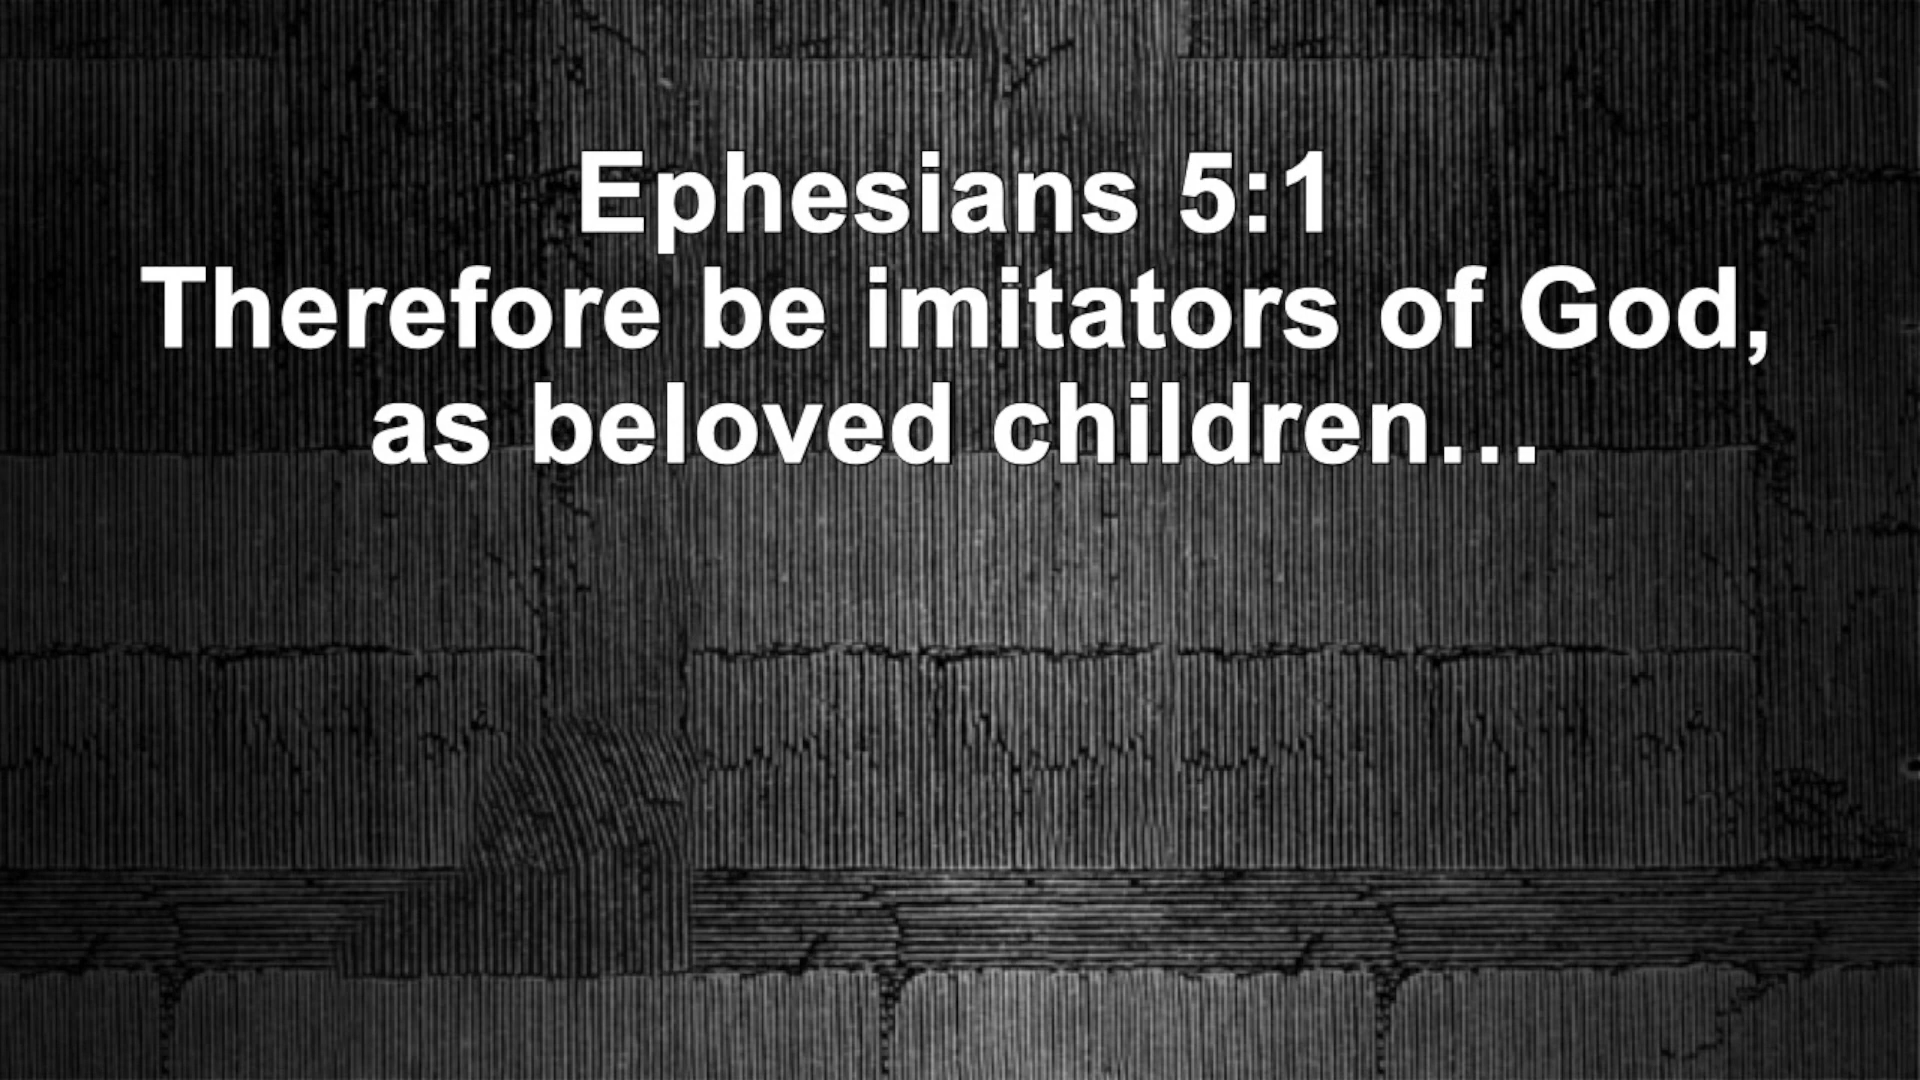 Ephesians 5:1
Therefore be imitators of God,
as beloved children…